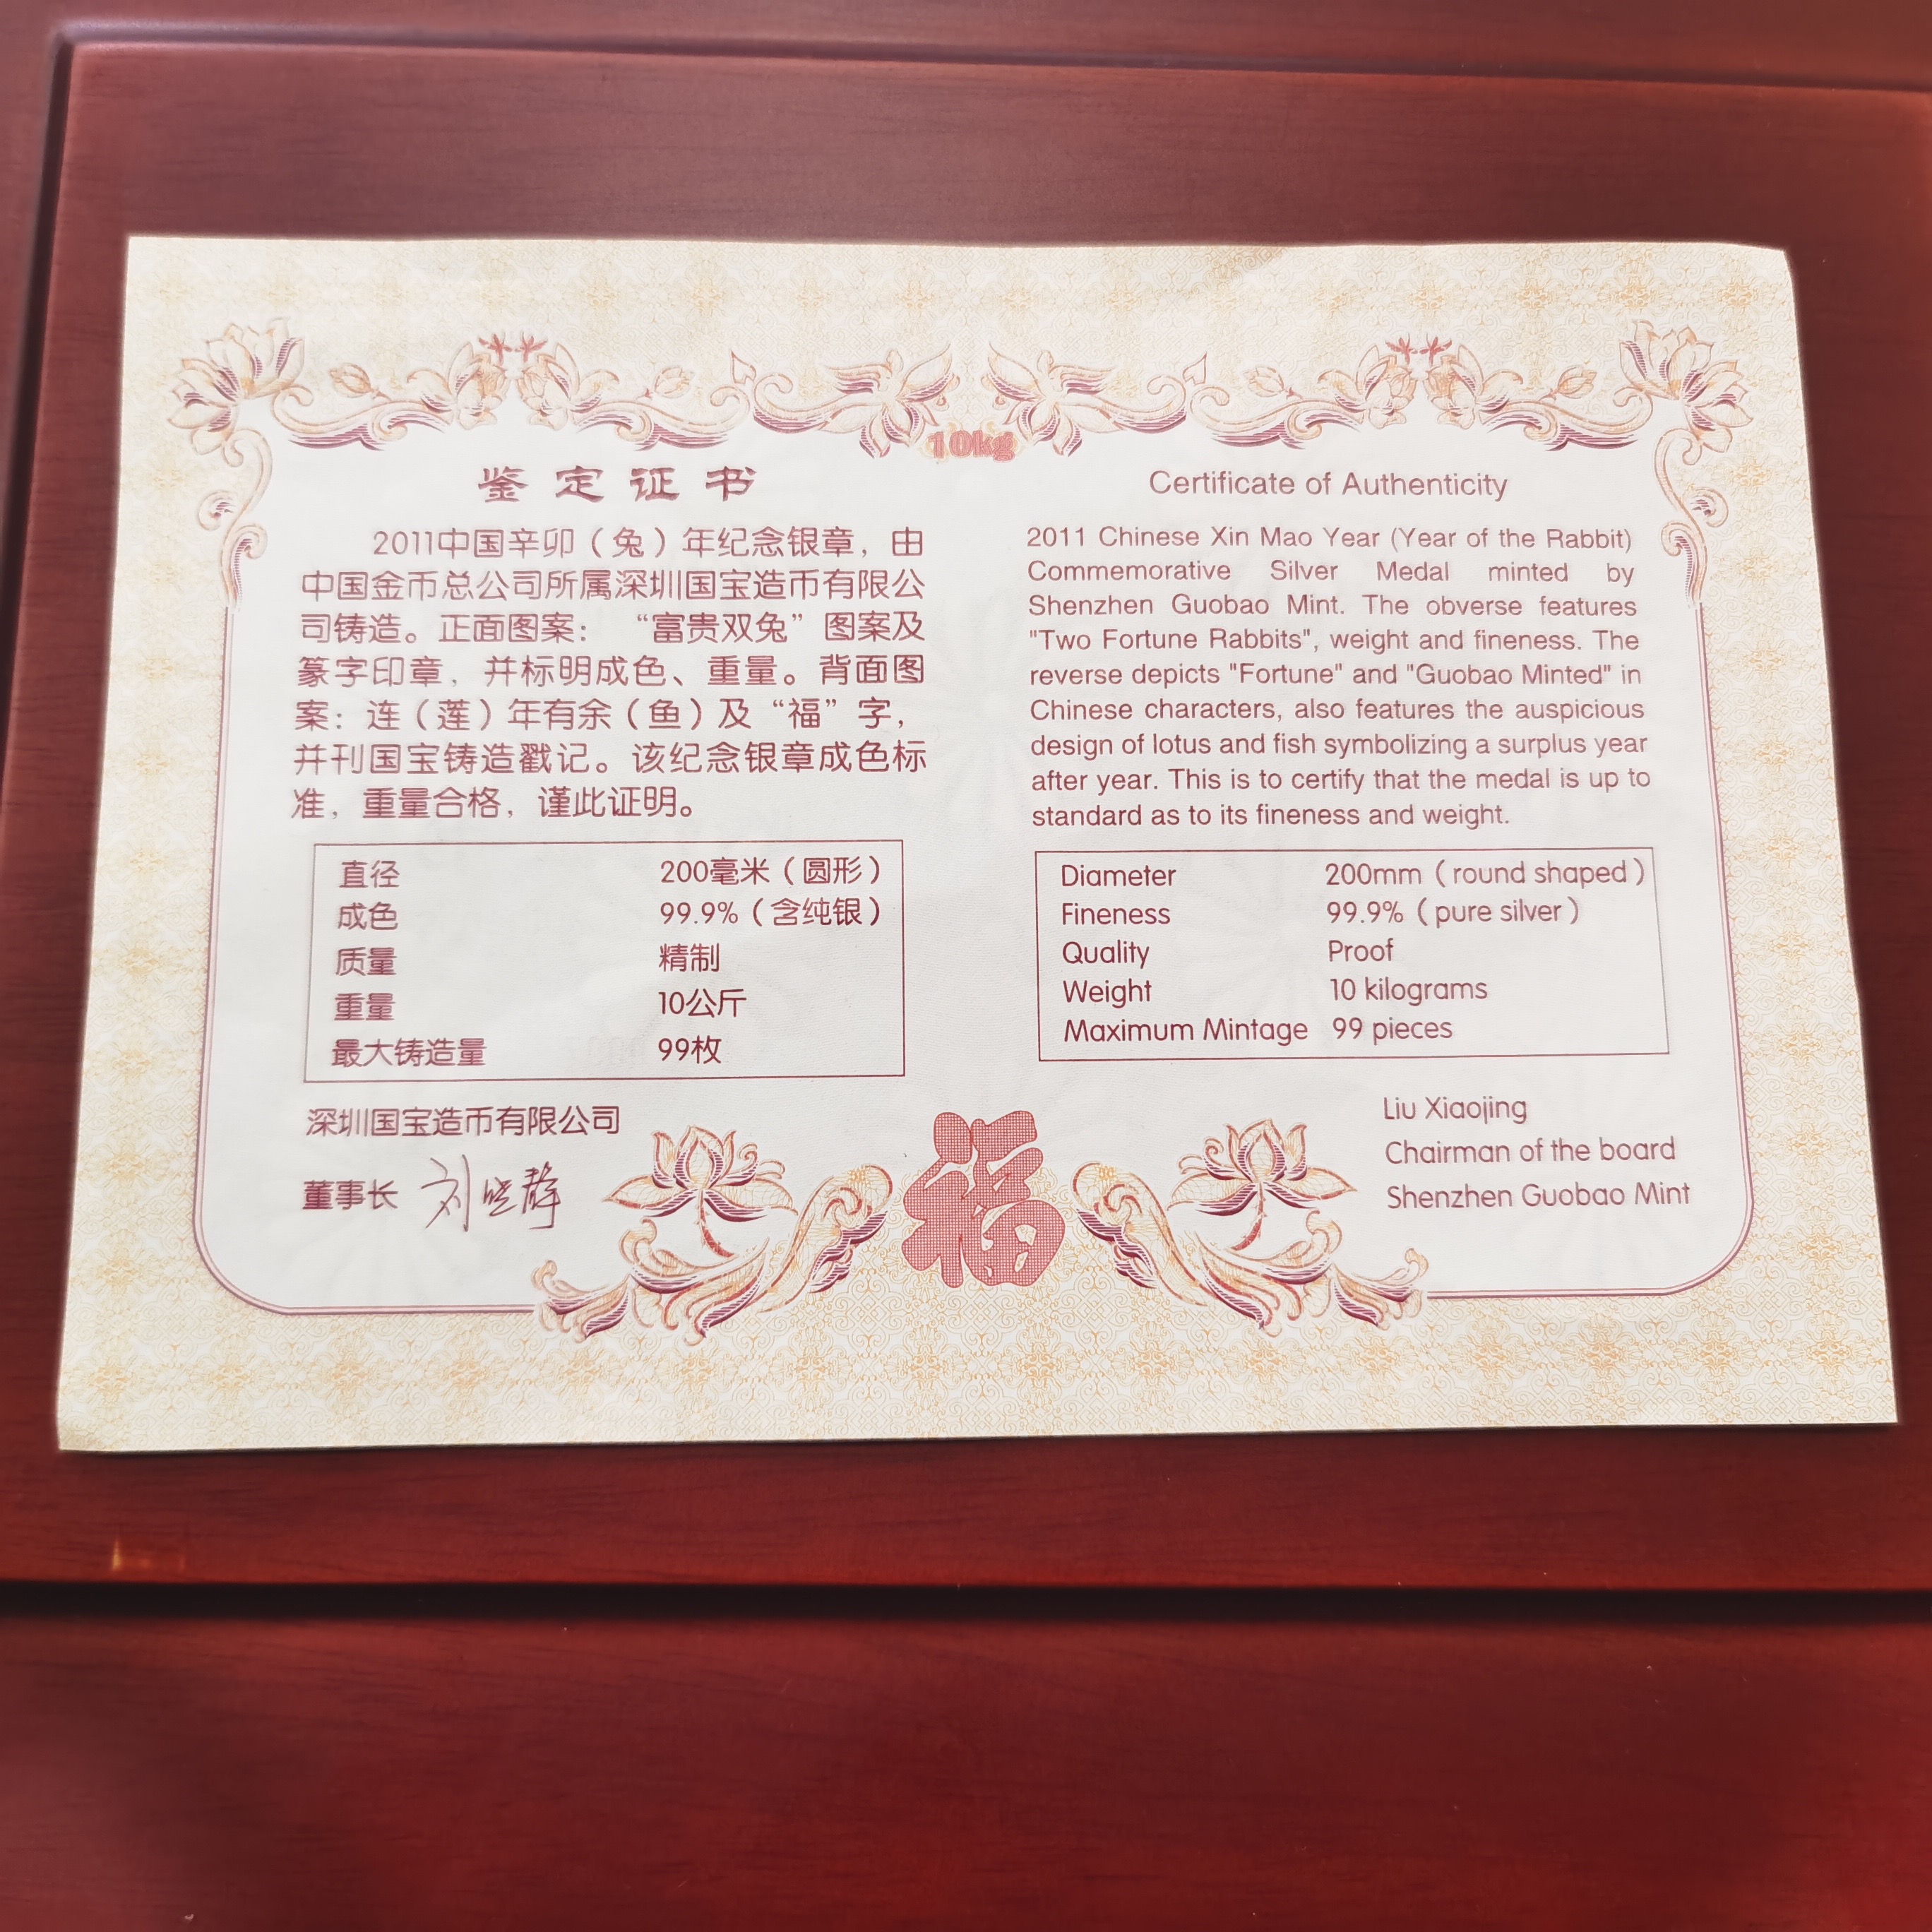 10kg
鉴定证书
2011中国辛卯（兔）年纪念银章，由
中国金币总公司所属深圳国宝造币有限公
司铸造。正面图案：“富贵双兔”图案及
篆字印章，并标明成色、重量。背面图
案：连（莲）年有余（鱼）及“福”字，
并刊国宝铸造戳记。该纪念银章成色标
准，重量合格，谨此证明。
直径 200毫米（圆形）
成色 99.9%（含纯银）
质量 精制
重量 10公斤
最大铸造量 99枚
深圳国宝造币有限公司
董事长 刘晓静
福
Certificate of Authenticity
2011 Chinese Xin Mao Year (Year of the Rabbit)
Commemorative Silver Medal minted by
Shenzhen Guobao Mint. The obverse features
"Two Fortune Rabbits", weight and fineness. The
reverse depicts "Fortune" and "Guobao Minted" in
Chinese characters, also features the auspicious
design of lotus and fish symbolizing a surplus year
after year. This is to certify that the medal is up to
standard as to its fineness and weight.
Diameter 200mm（round shaped）
Fineness 99.9%（pure silver）
Quality Proof
Weight 10 kilograms
Maximum Mintage 99 pieces
Liu Xiaojing
Chairman of the board
Shenzhen Guobao Mint